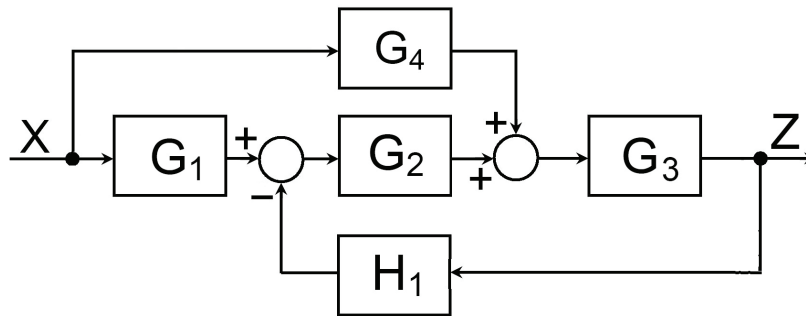 G₄
X
G₁
+
−
G₂
+
+
G₃
Z
H₁